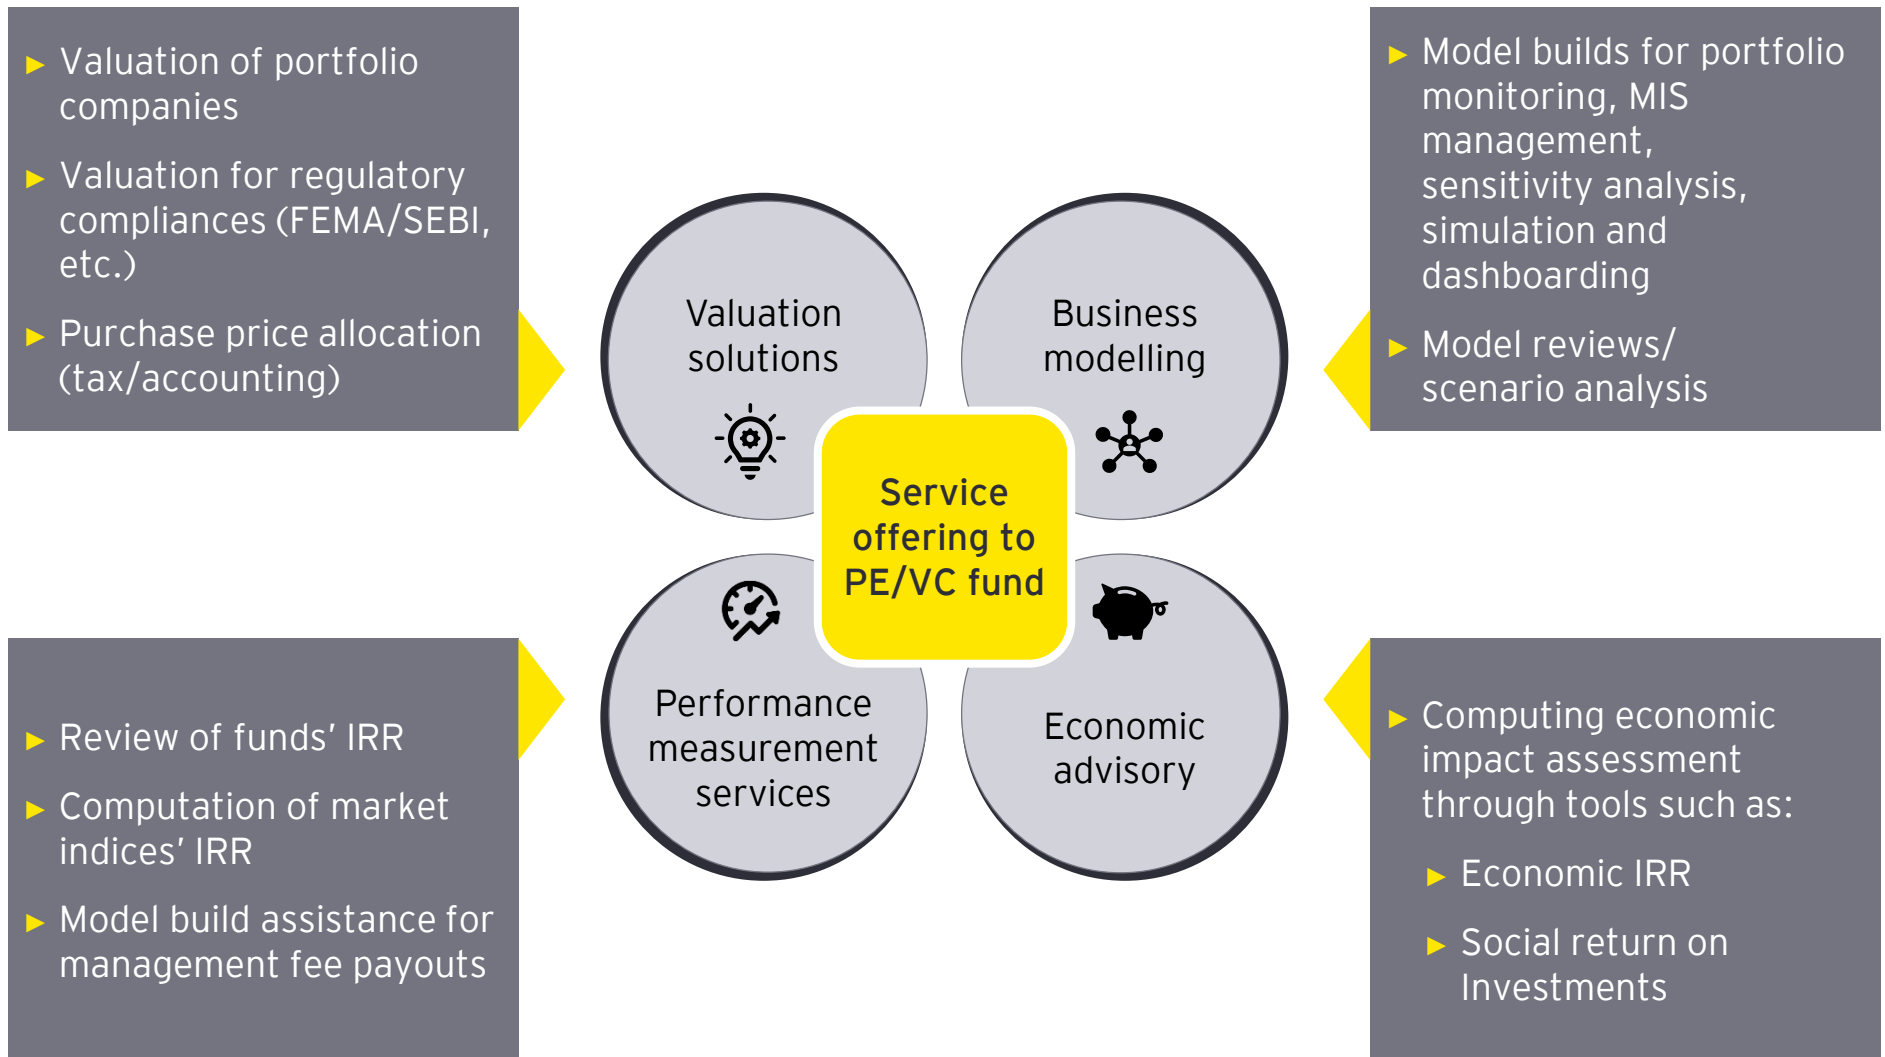 ► Valuation of portfolio
companies
► Valuation for regulatory
compliances (FEMA/SEBI,
etc.)
► Purchase price allocation
(tax/accounting)
► Model builds for portfolio
monitoring, MIS
management,
sensitivity analysis,
simulation and
dashboarding
► Model reviews/
scenario analysis
Valuation
solutions
Business
modelling
Service
offering to
PE/VC fund
Performance
measurement
services
Economic
advisory
► Review of funds’ IRR
► Computation of market
indices’ IRR
► Model build assistance for
management fee payouts
► Computing economic
impact assessment
through tools such as:
► Economic IRR
► Social return on
Investments